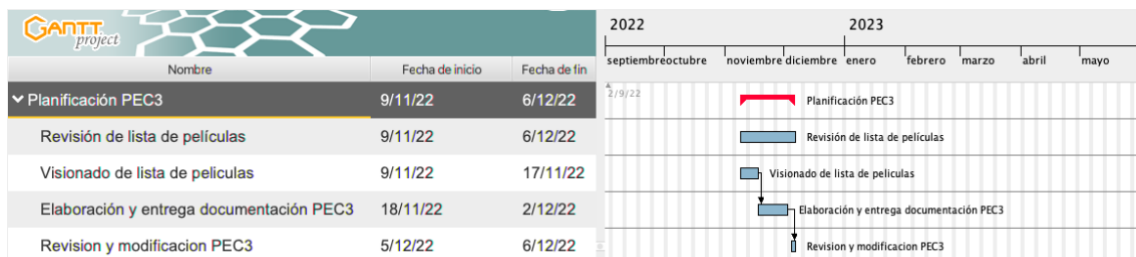 GANTT
project
Nombre Fecha de inicio Fecha de fin
Planificación PEC3 9/11/22 6/12/22
Revisión de lista de películas 9/11/22 6/12/22
Visionado de lista de peliculas 9/11/22 17/11/22
Elaboración y entrega documentación PEC3 18/11/22 2/12/22
Revision y modificacion PEC3 5/12/22 6/12/22
2022 2023
septiembre octubre noviembre diciembre enero febrero marzo abril mayo
2/9/22
Planificación PEC3
Revisión de lista de películas
Visionado de lista de peliculas
Elaboración y entrega documentación PEC3
Revision y modificacion PEC3